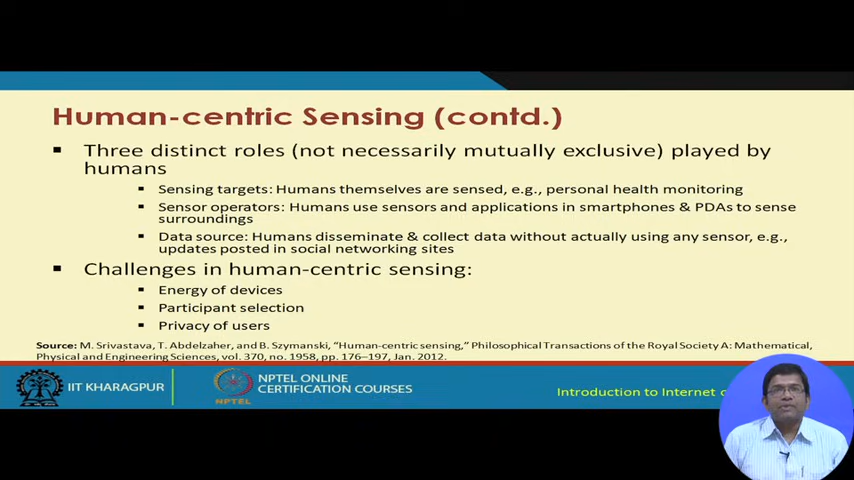 Human-centric Sensing (contd.)
Three distinct roles (not necessarily mutually exclusive) played by
humans
Sensing targets: Humans themselves are sensed, e.g., personal health monitoring
Sensor operators: Humans use sensors and applications in smartphones & PDAs to sense
surroundings
Data source: Humans disseminate & collect data without actually using any sensor, e.g.,
updates posted in social networking sites
Challenges in human-centric sensing:
Energy of devices
Participant selection
Privacy of users
Source: M. Srivastava, T. Abdelzaher, and B. Szymanski, "Human-centric sensing," Philosophical Transactions of the Royal Society A: Mathematical,
Physical and Engineering Sciences, vol. 370, no. 1958, pp. 176–197, Jan. 2012.
IIT KHARAGPUR
NPTEL
NPTEL ONLINE
CERTIFICATION COURSES
Introduction to Internet